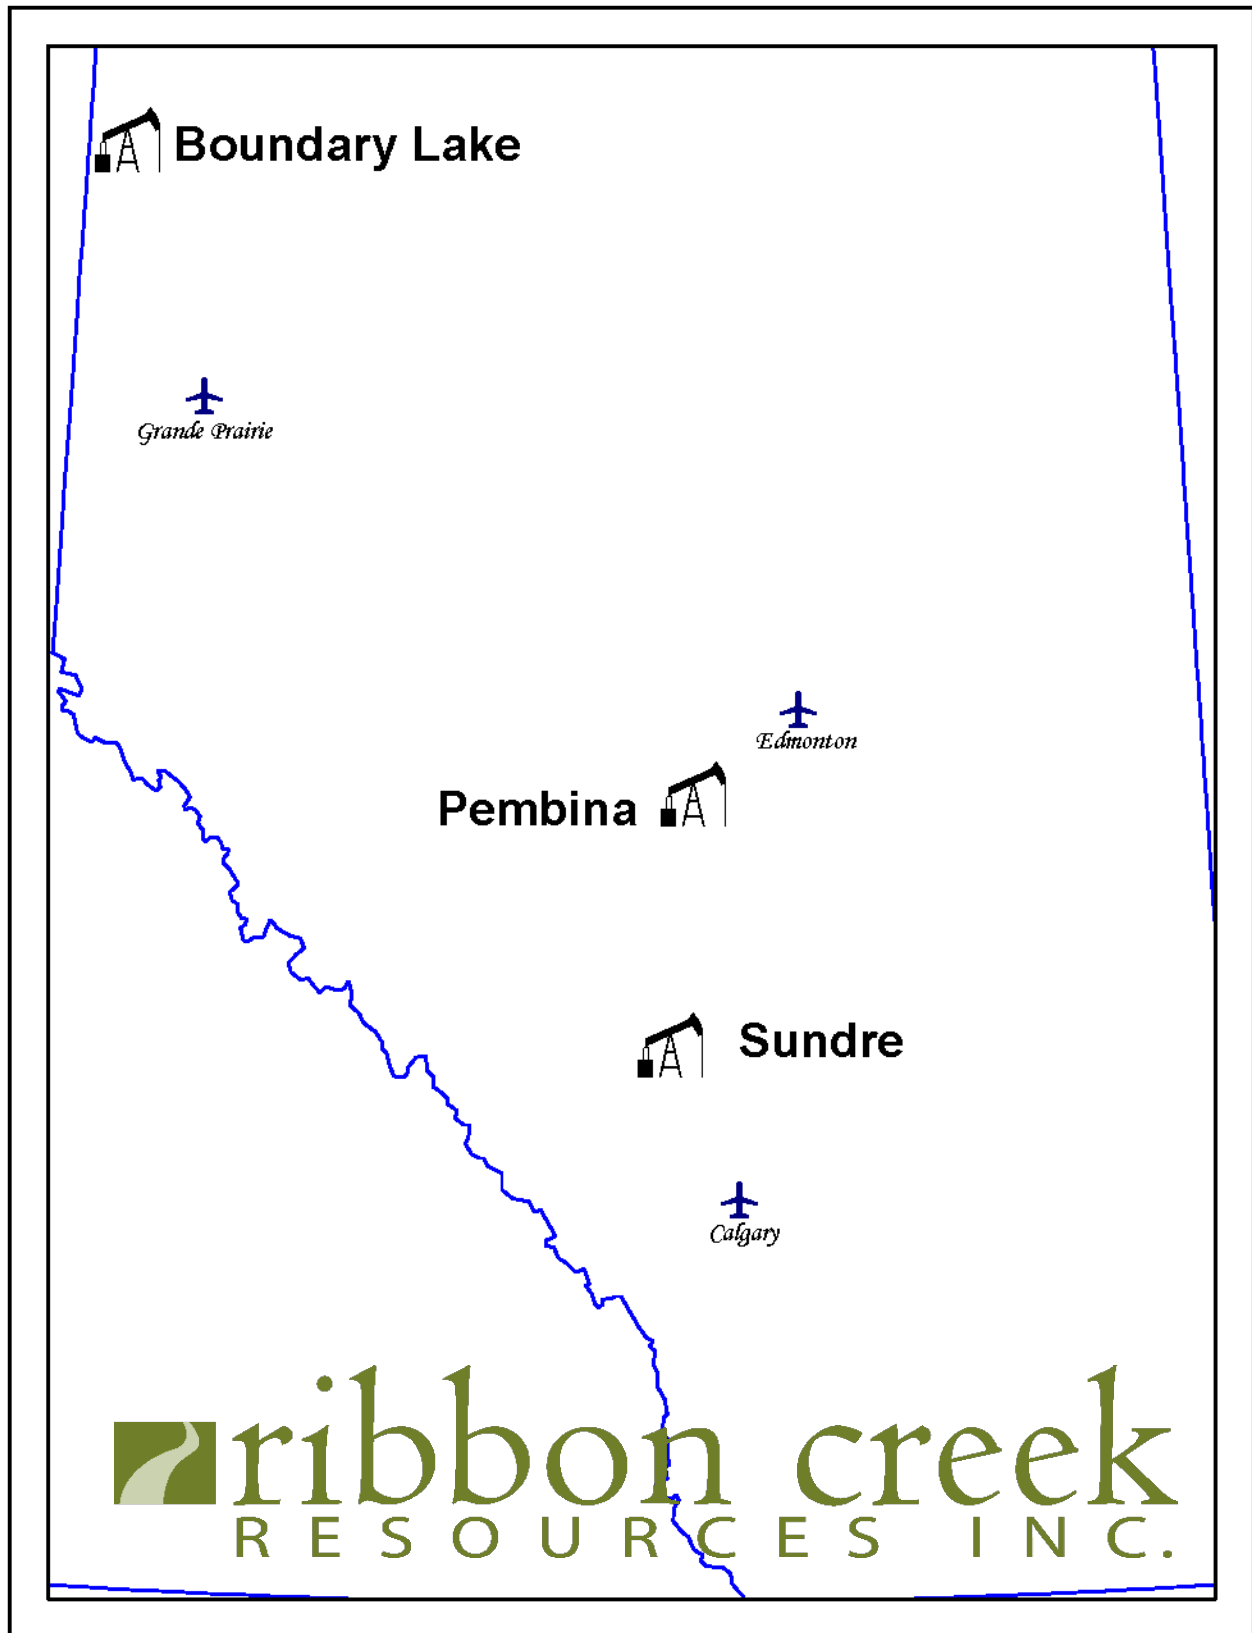 Boundary Lake
Grande Prairie
Edmonton
Pembina
Sundre
Calgary
ribbon creek
RESOURCES INC.